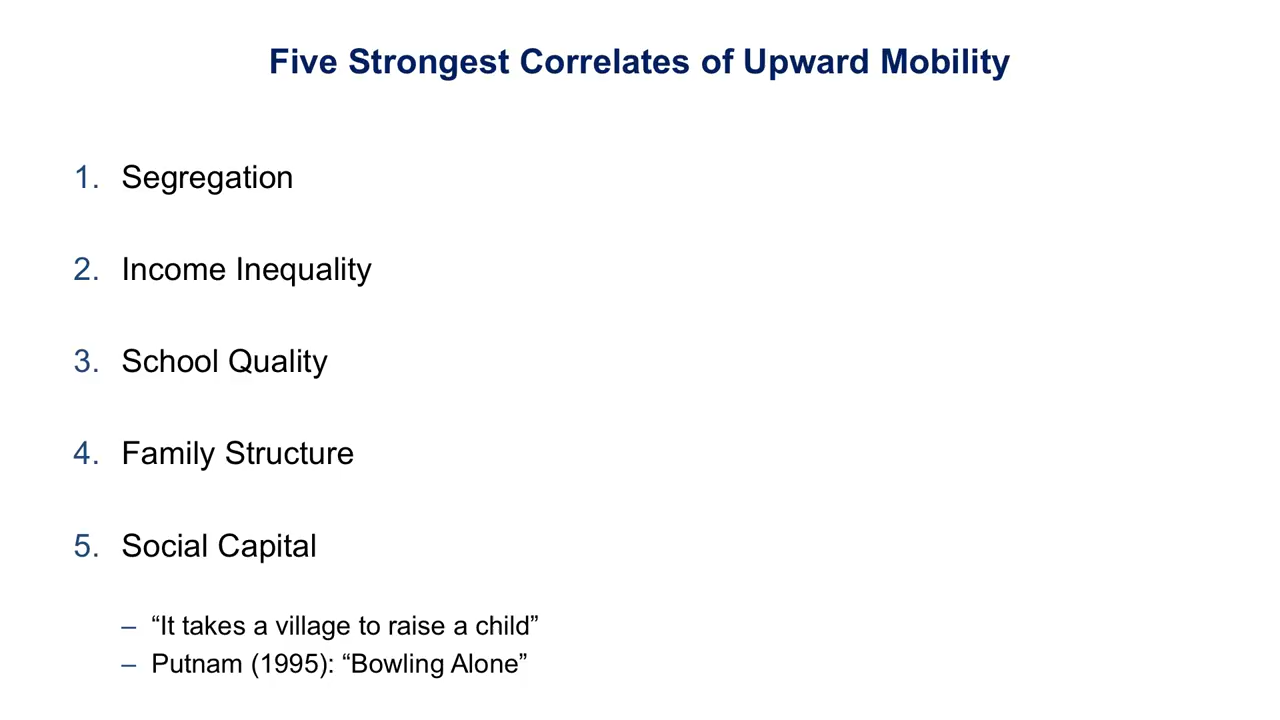 Five Strongest Correlates of Upward Mobility
1. Segregation
2. Income Inequality
3. School Quality
4. Family Structure
5. Social Capital
– “It takes a village to raise a child”
– Putnam (1995): “Bowling Alone”